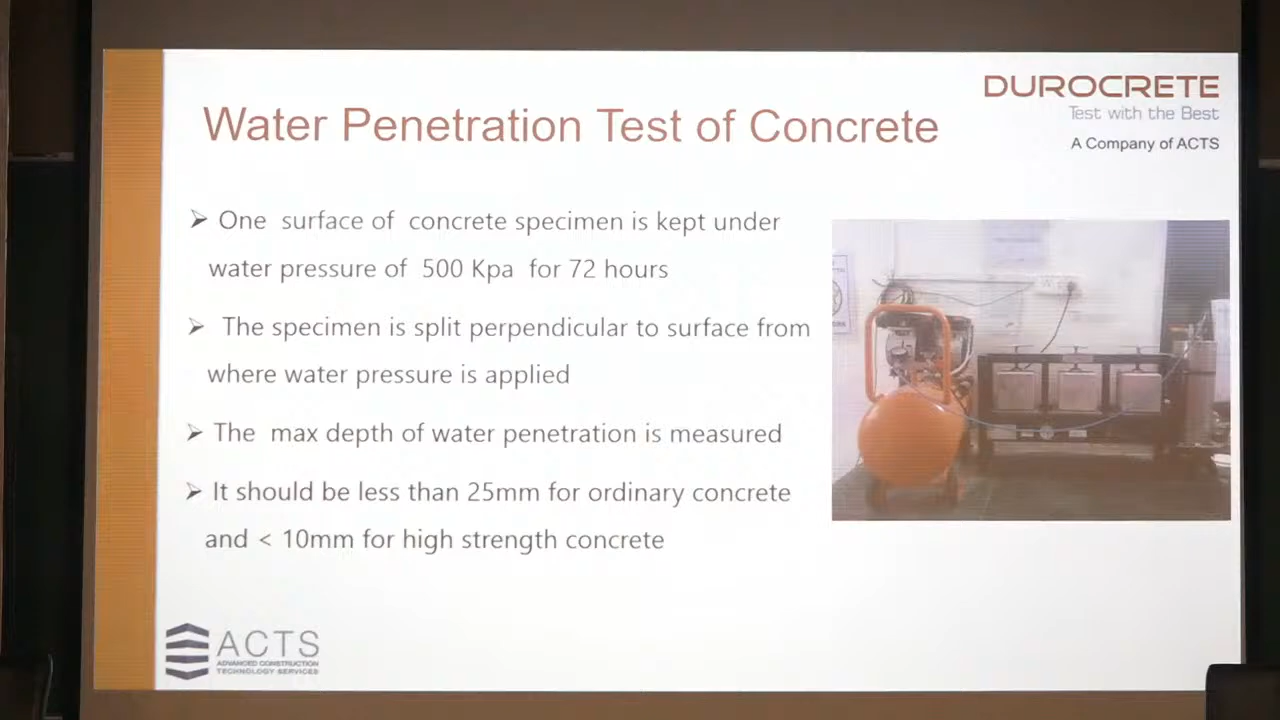 DUROCRETE
Test with the Best
A Company of ACTS
Water Penetration Test of Concrete
➢ One surface of concrete specimen is kept under
water pressure of 500 Kpa for 72 hours
➢ The specimen is split perpendicular to surface from
where water pressure is applied
➢ The max depth of water penetration is measured
➢ It should be less than 25mm for ordinary concrete
and < 10mm for high strength concrete
ACTS
ADVANCED CONSTRUCTION
TECHNOLOGY SERVICES